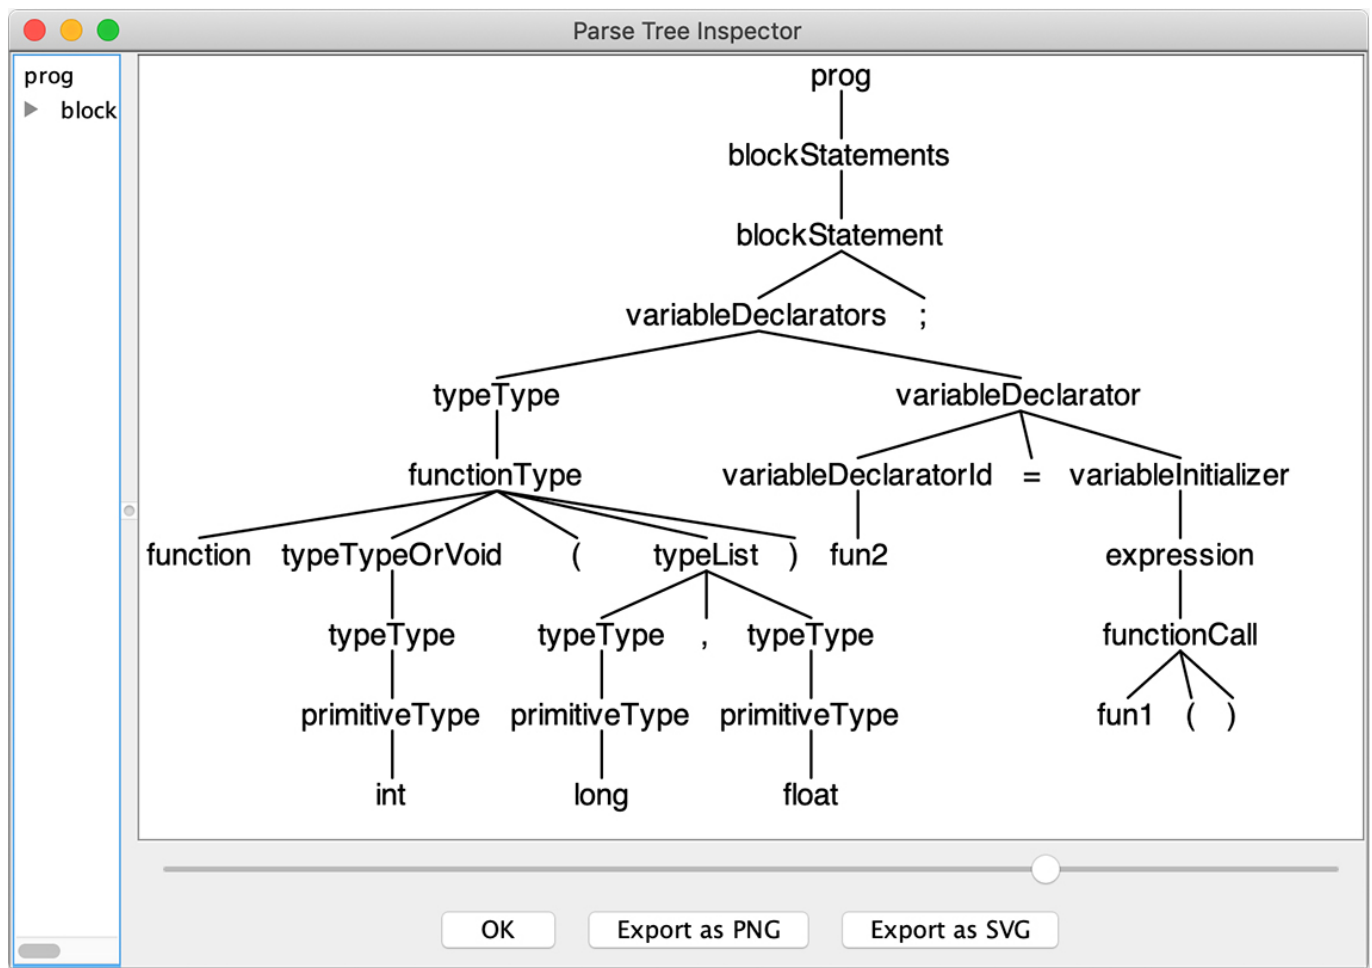 Parse Tree Inspector
prog
block
prog
blockStatements
blockStatement
variableDeclarators ;
typeType variableDeclarator
functionType variableDeclaratorId = variableInitializer
function typeTypeOrVoid ( typeList ) fun2 expression
typeType typeType , typeType functionCall
primitiveType primitiveType primitiveType fun1 ( )
int long float
OK Export as PNG Export as SVG